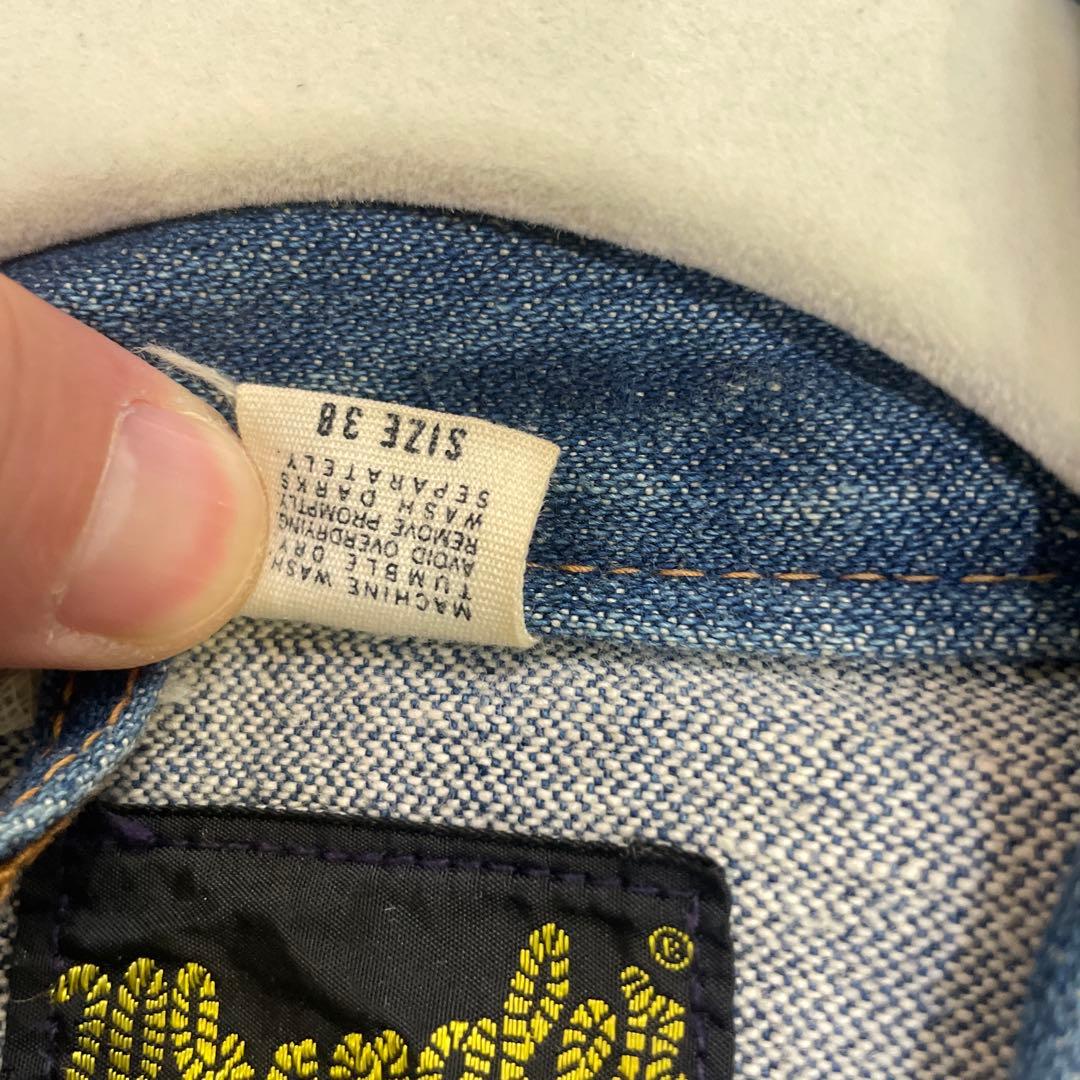 MACHINE WASH
TUMBLE DRY
AVOID OVERDRYING
REMOVE PROMPTLY
WASH DARKS
SEPARATELY
SIZE 38
®